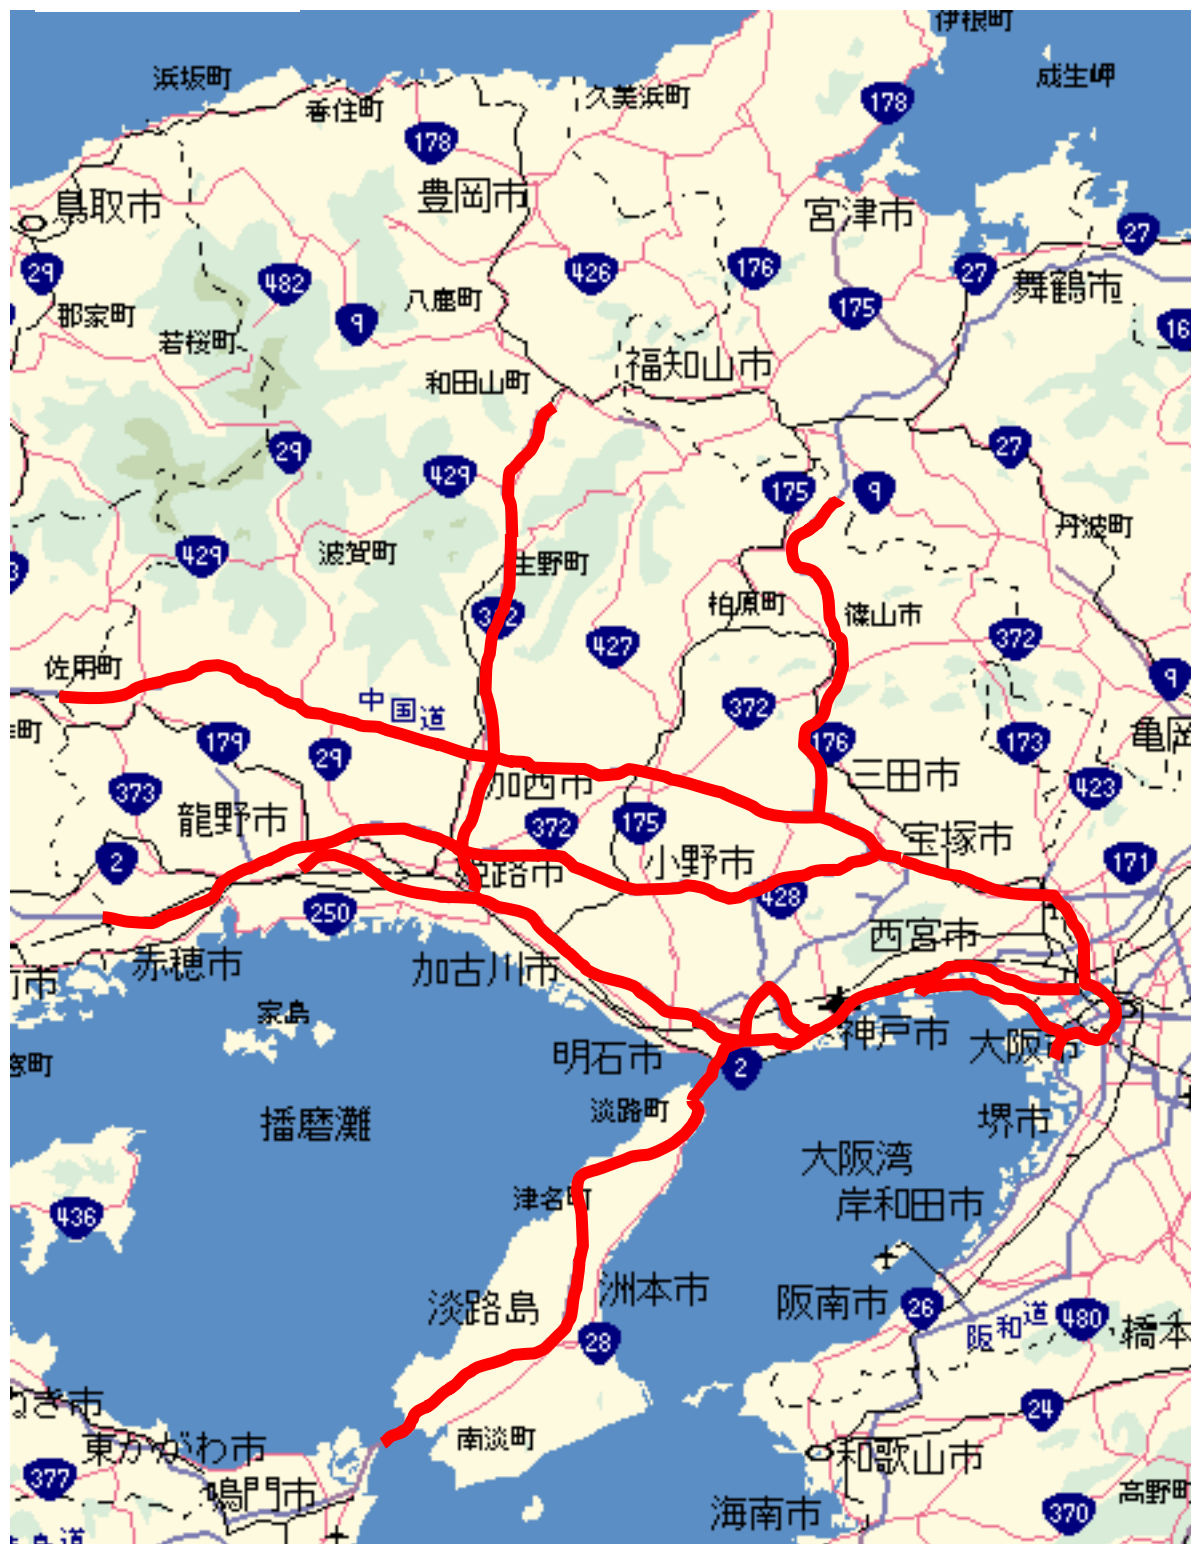 伊根町
浜坂町
成生岬
香住町
久美浜町
178
178
鳥取市
豊岡市
宮津市
27
29
482
426
176
27
舞鶴市
郡家町
9
八鹿町
175
16
若桜町
福知山市
和田山町
29
429
27
175
9
429
波賀町
生野町
丹波町
柏原町
篠山市
427
372
佐用町
9
中国道
372
179
29
176
173
亀岡
373
加西市
三田市
423
龍野市
372
175
2
路市
小野市
宝塚市
171
250
428
赤穂市
加古川市
西宮市
家島
明石市
2
神戸市
大阪市
播磨灘
淡路町
堺市
大阪湾
436
津名町
岸和田市
淡路島
洲本市
阪南市
26
阪和道
480
橋本
28
ぬき市
24
東かがわ市
南淡町
和歌山市
377
鳴門市
海南市
高野町
370